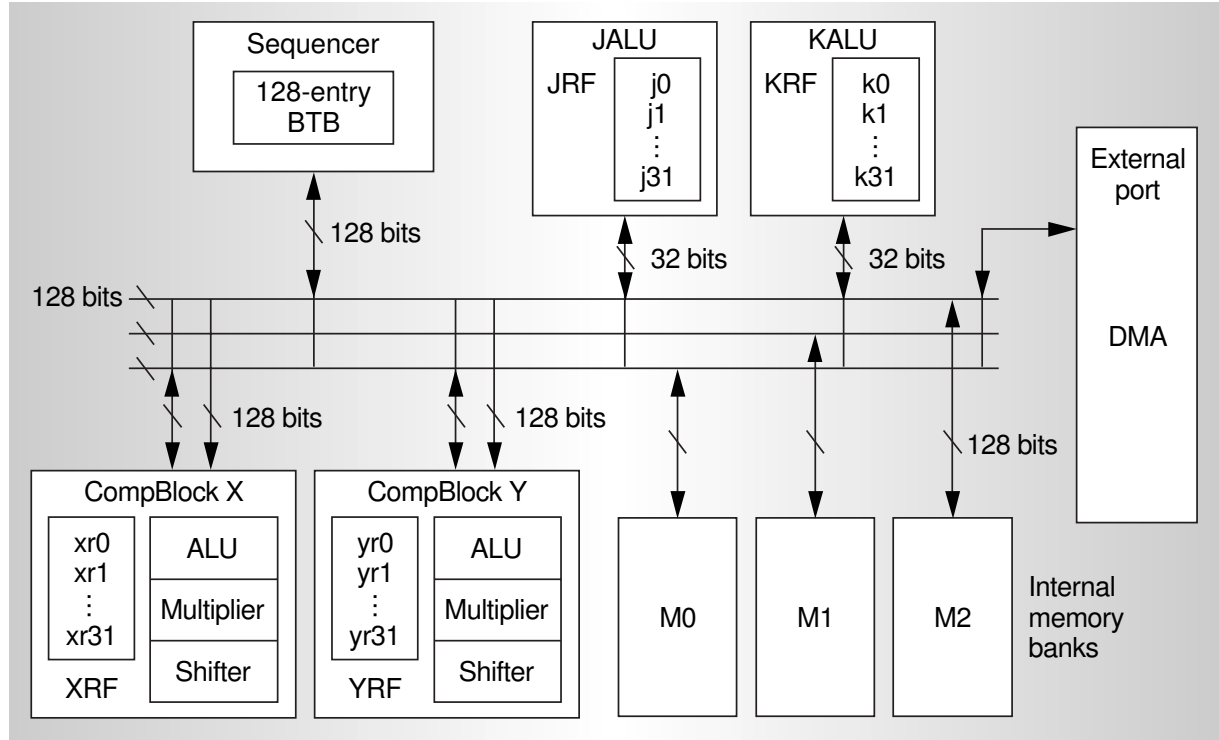 Sequencer
128-entry
BTB
JALU
JRF
j0
j1
⋮
j31
KALU
KRF
k0
k1
⋮
k31
External
port
DMA
128 bits
32 bits
32 bits
128 bits
128 bits
128 bits
128 bits
CompBlock X
xr0
xr1
⋮
xr31
XRF
ALU
Multiplier
Shifter
CompBlock Y
yr0
yr1
⋮
yr31
YRF
ALU
Multiplier
Shifter
M0
M1
M2
Internal
memory
banks